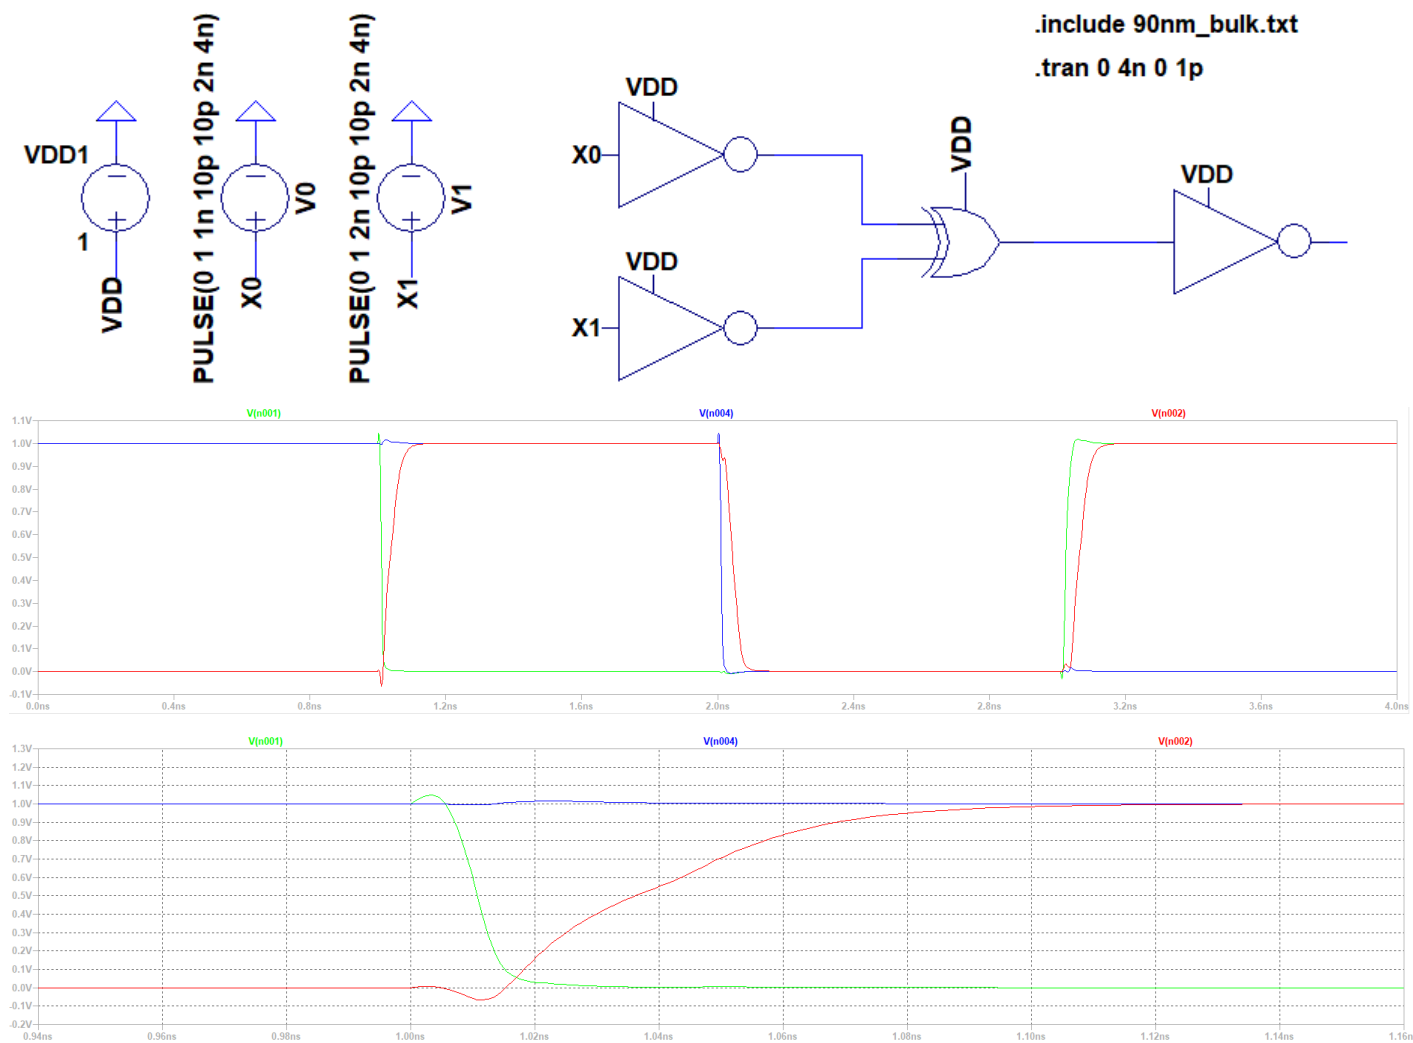 .include 90nm_bulk.txt
.tran 0 4n 0 1p
VDD1
1
VDD
PULSE(0 1 1n 10p 10p 2n 4n)
V0
X0
PULSE(0 1 2n 10p 10p 2n 4n)
V1
X1
VDD
X0
VDD
X1
VDD
VDD
V(n001) V(n004) V(n002)
1.1V
1.0V
0.9V
0.8V
0.7V
0.6V
0.5V
0.4V
0.3V
0.2V
0.1V
0.0V
-0.1V
0.0ns 0.4ns 0.8ns 1.2ns 1.6ns 2.0ns 2.4ns 2.8ns 3.2ns 3.6ns 4.0ns
V(n001) V(n004) V(n002)
1.3V
1.2V
1.1V
1.0V
0.9V
0.8V
0.7V
0.6V
0.5V
0.4V
0.3V
0.2V
0.1V
0.0V
-0.1V
-0.2V
0.94ns 0.96ns 0.98ns 1.00ns 1.02ns 1.04ns 1.06ns 1.08ns 1.10ns 1.12ns 1.14ns 1.16n